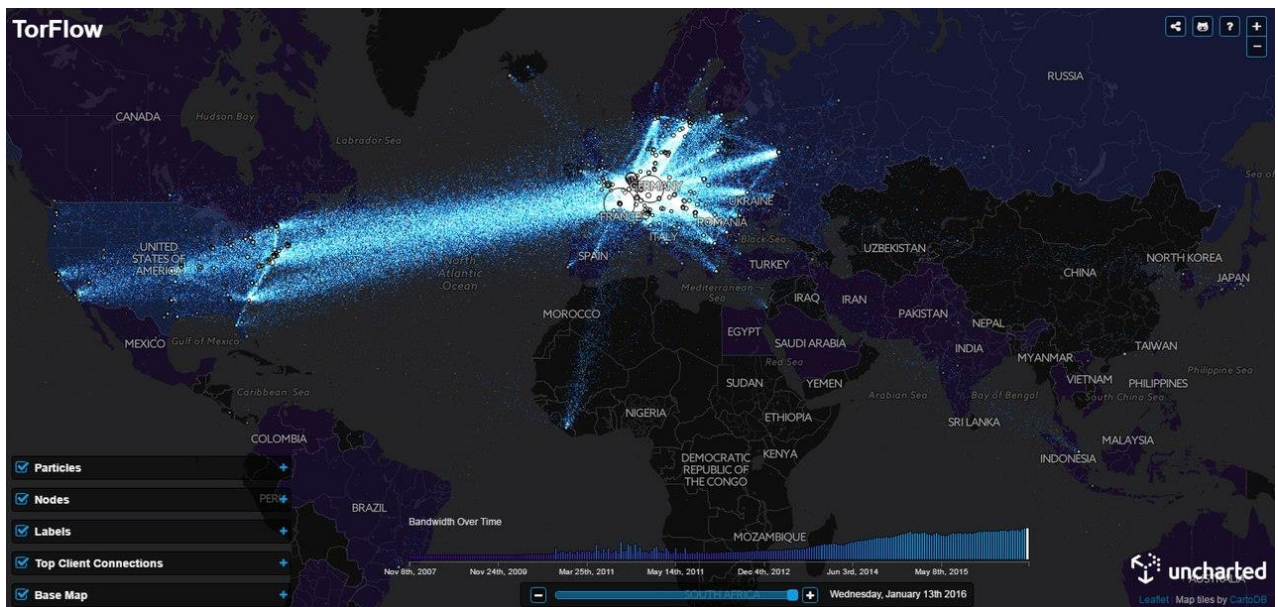 TorFlow
?
+
−
RUSSIA
CANADA
Hudson Bay
Labrador Sea
Sea of
GERMANY
UKRAINE
FRANCE
ROMANIA
ITALY
Black Sea
UNITED
STATES OF
AMERICA
North
Atlantic
Ocean
SPAIN
TURKEY
UZBEKISTAN
CHINA
NORTH KOREA
JAPAN
Mediterranean
Sea
IRAQ
IRAN
PAKISTAN
MOROCCO
NEPAL
EGYPT
SAUDI ARABIA
MEXICO
Gulf of Mexico
INDIA
TAIWAN
MYANMAR
Red Sea
Philippine Sea
SUDAN
YEMEN
VIETNAM
PHILIPPINES
Caribbean Sea
Arabian Sea
Bay of Bengal
South China Sea
NIGERIA
ETHIOPIA
SRI LANKA
COLOMBIA
MALAYSIA
KENYA
INDONESIA
DEMOCRATIC
REPUBLIC OF
THE CONGO
Particles +
Nodes +
PERU
BRAZIL
Labels +
Bandwidth Over Time
MOZAMBIQUE
Top Client Connections +
Nov 8th, 2007
Nov 24th, 2009
Mar 25th, 2011
May 14th, 2011
Dec 4th, 2012
Jun 3rd, 2014
May 8th, 2015
uncharted
AUSTRALIA
Base Map +
−
+
SOUTH AFRICA
Wednesday, January 13th 2016
Leaflet | Map tiles by CartoDB